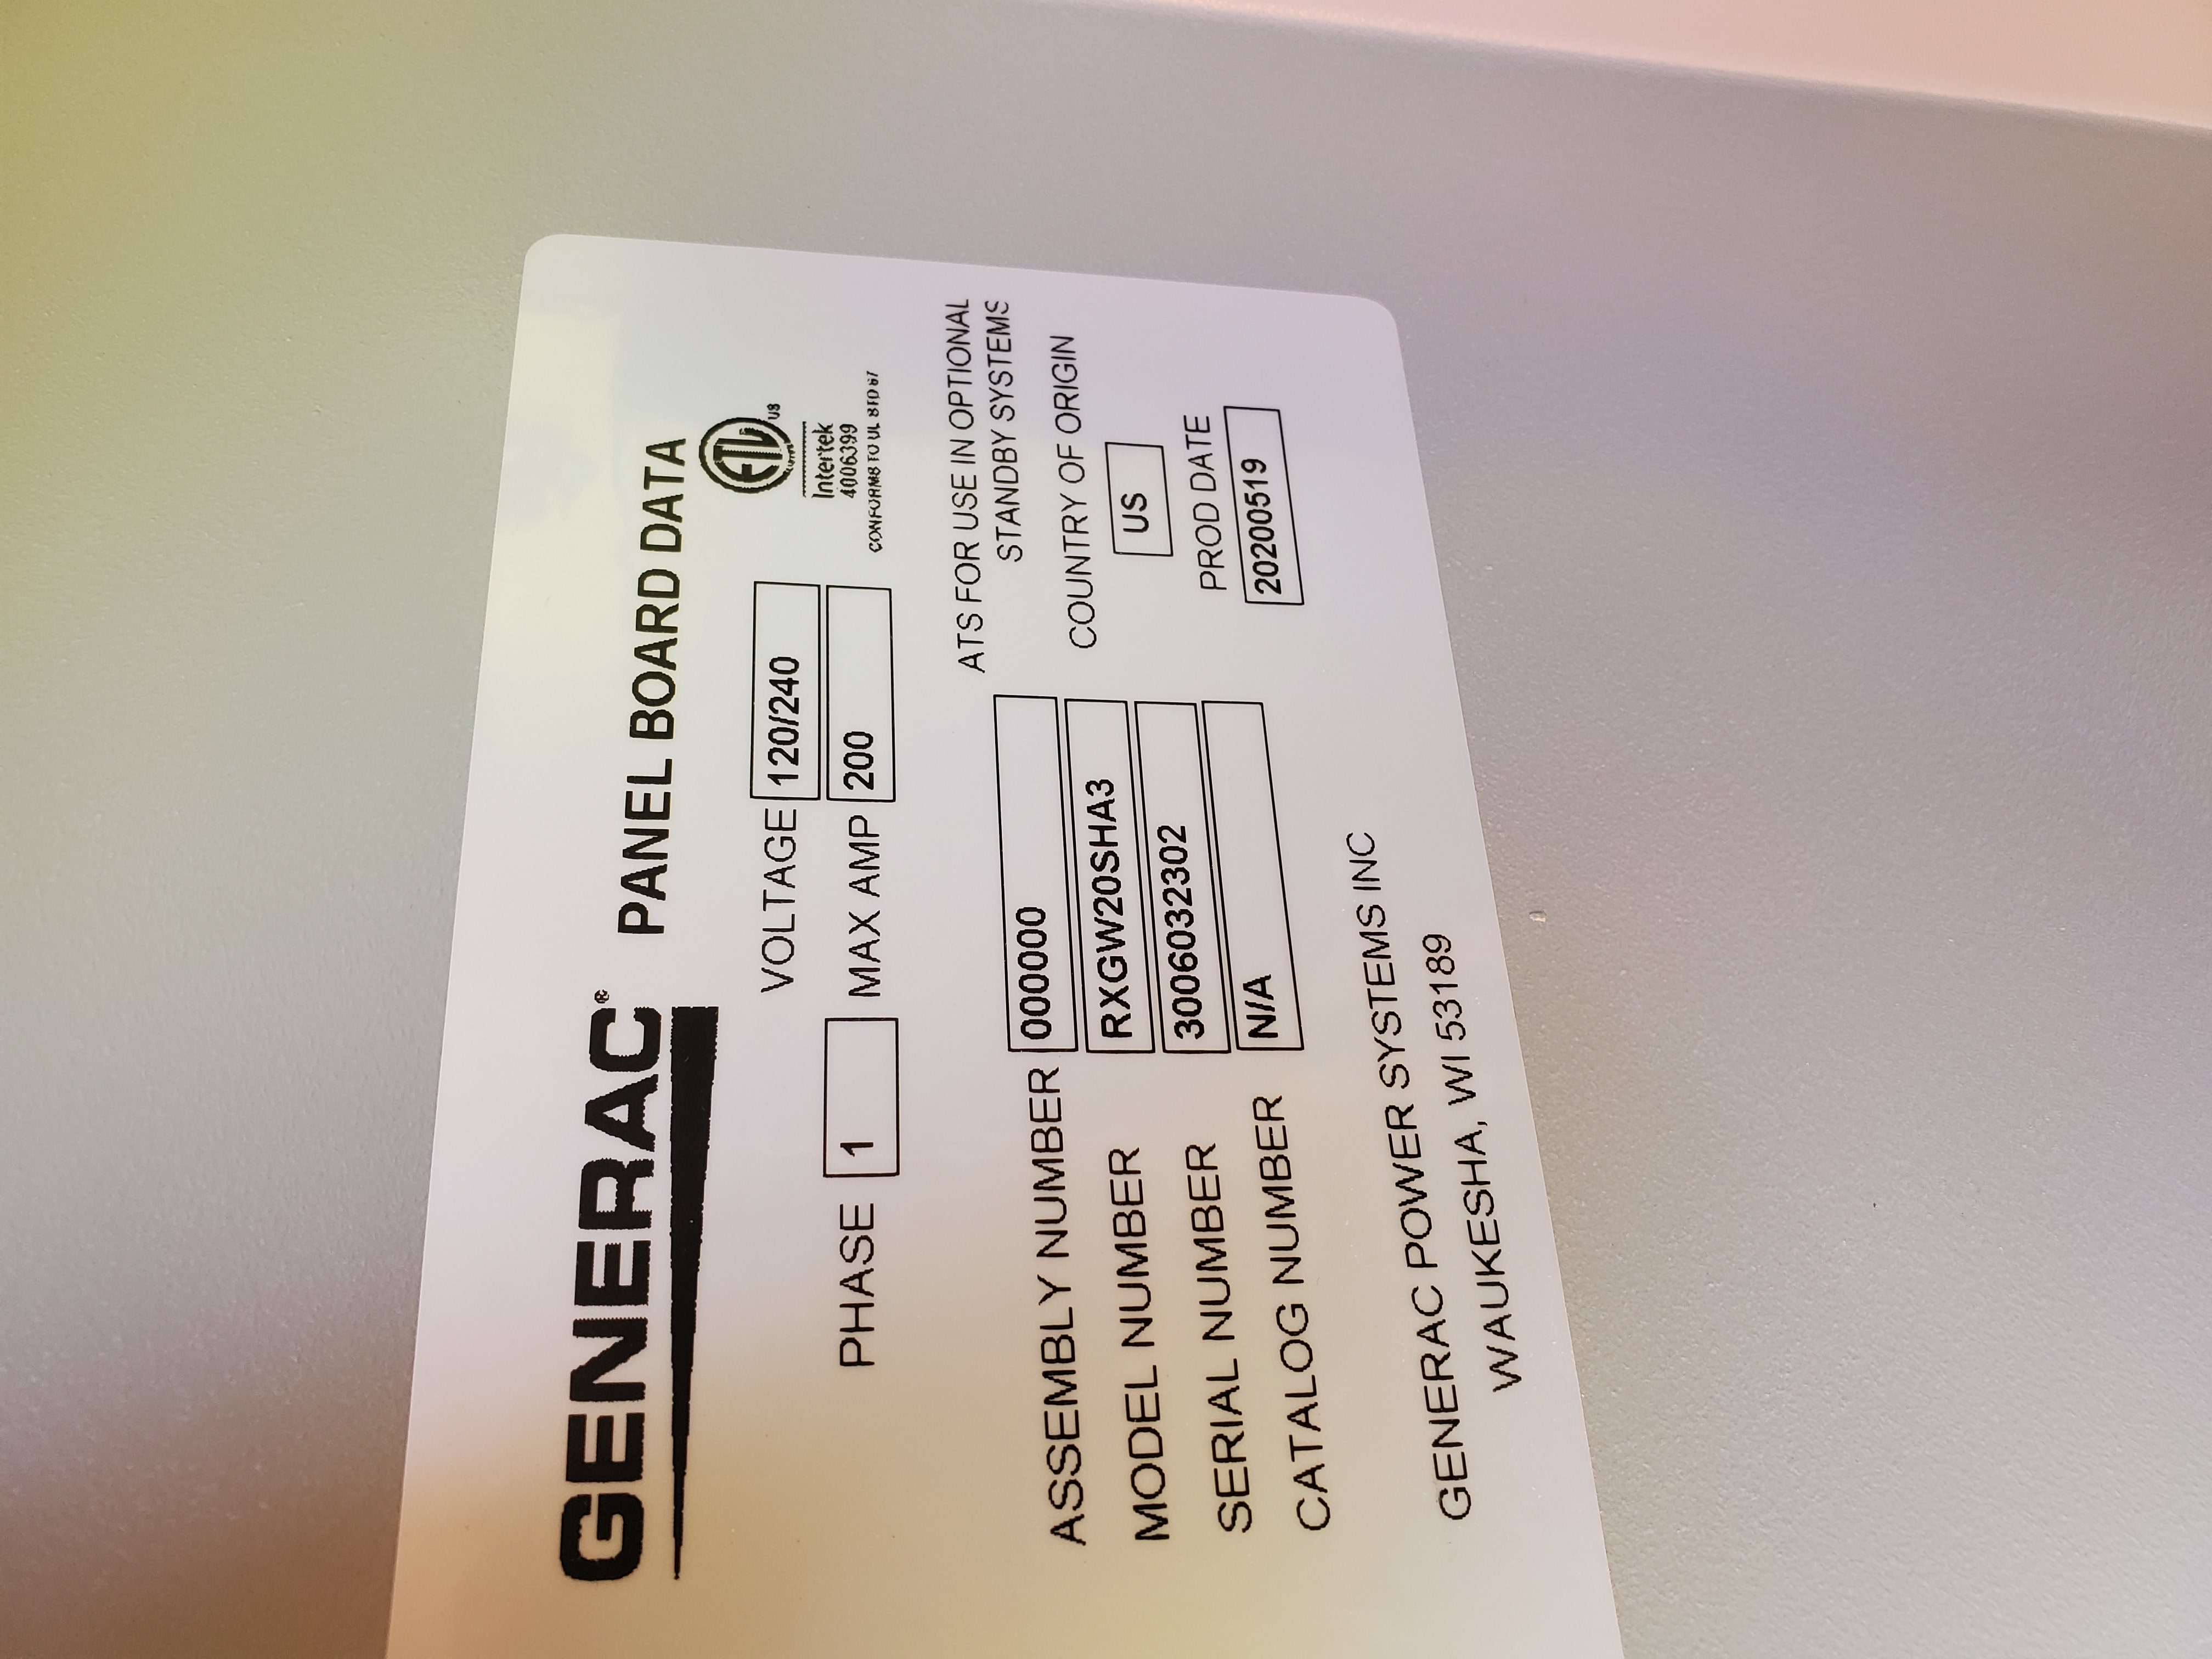 GENERAC® PANEL BOARD DATA
VOLTAGE 120/240
PHASE 1 MAX AMP 200
ETL
LISTED
US
Intertek
4006399
CONFORMS TO UL STD 67
ATS FOR USE IN OPTIONAL
STANDBY SYSTEMS
ASSEMBLY NUMBER 000000
MODEL NUMBER RXGW20SHA3
SERIAL NUMBER 3006032302
CATALOG NUMBER N/A
COUNTRY OF ORIGIN
US
PROD DATE
20200519
GENERAC POWER SYSTEMS INC
WAUKESHA, WI 53189